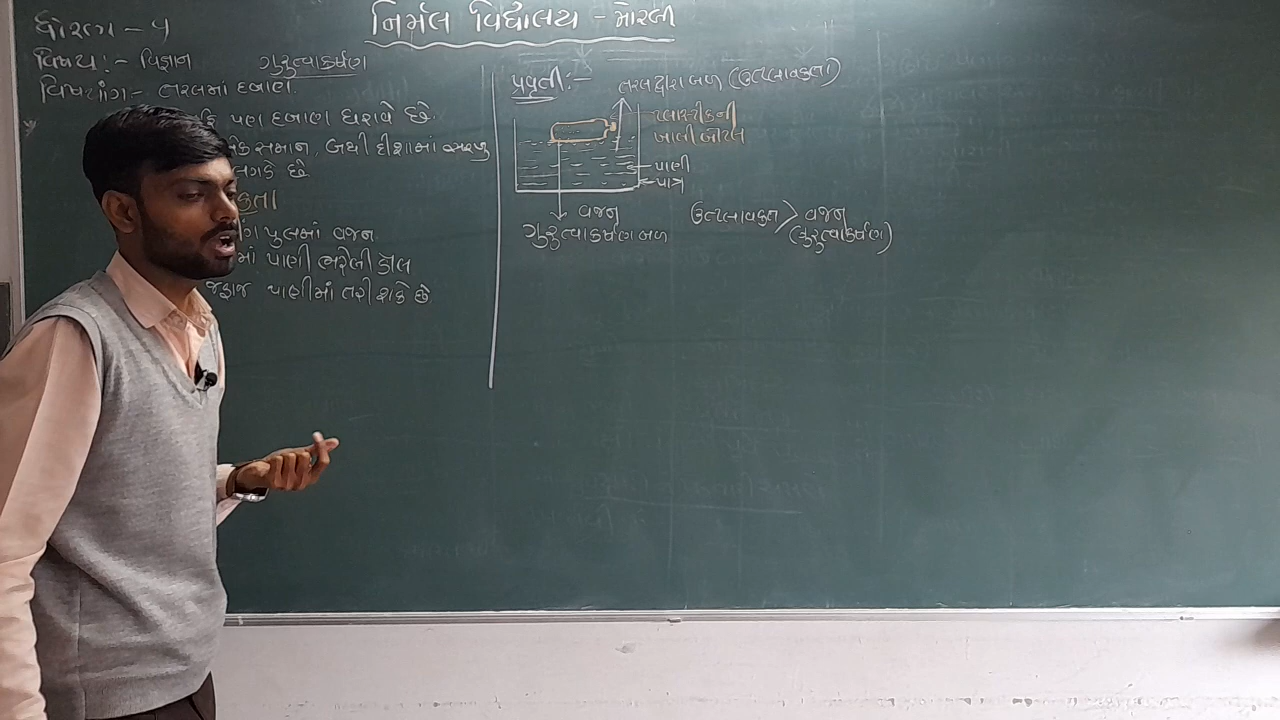 નિર્મલ વિદ્યાલય - મોરબી
ધોરણ - ૫
વિષય :- વિજ્ઞાન
ગુરુત્વાકર્ષણ
વિષયાંગ - તરલમાં દબાણ.
પણ દબાણ ધરાવે છે.
સમાન, બધી દીશામાં
લગાડે છે
પુલમાં વજન
માં પાણી ભરેલી ડોલ
જહાજ પાણીમાં તરી શકે છે
પ્રવૃતી :-
તરલ દ્વારા બળ (ઉત્પ્લાવકતા)
પ્લાસ્ટીકની
ખાલી બોટલ
પાણી
પાત્ર
વજન
ગુરુત્વાકર્ષણ બળ
ઉત્પ્લાવકતા > વજન
(ગુરુત્વાકર્ષણ)